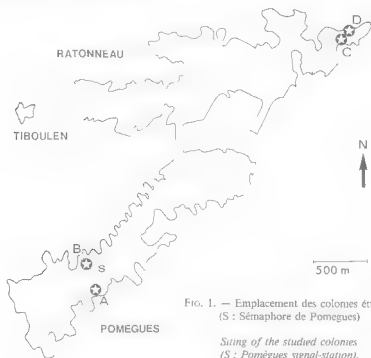 D
C
RATONNEAU
TIBOULEN
N
B
S
A
POMEGUES
500 m
FIG. 1. — Emplacement des colonies ét
(S : Sémaphore de Pomegues)
Siting of the studied colonies
(S : Pomègues signal-station).